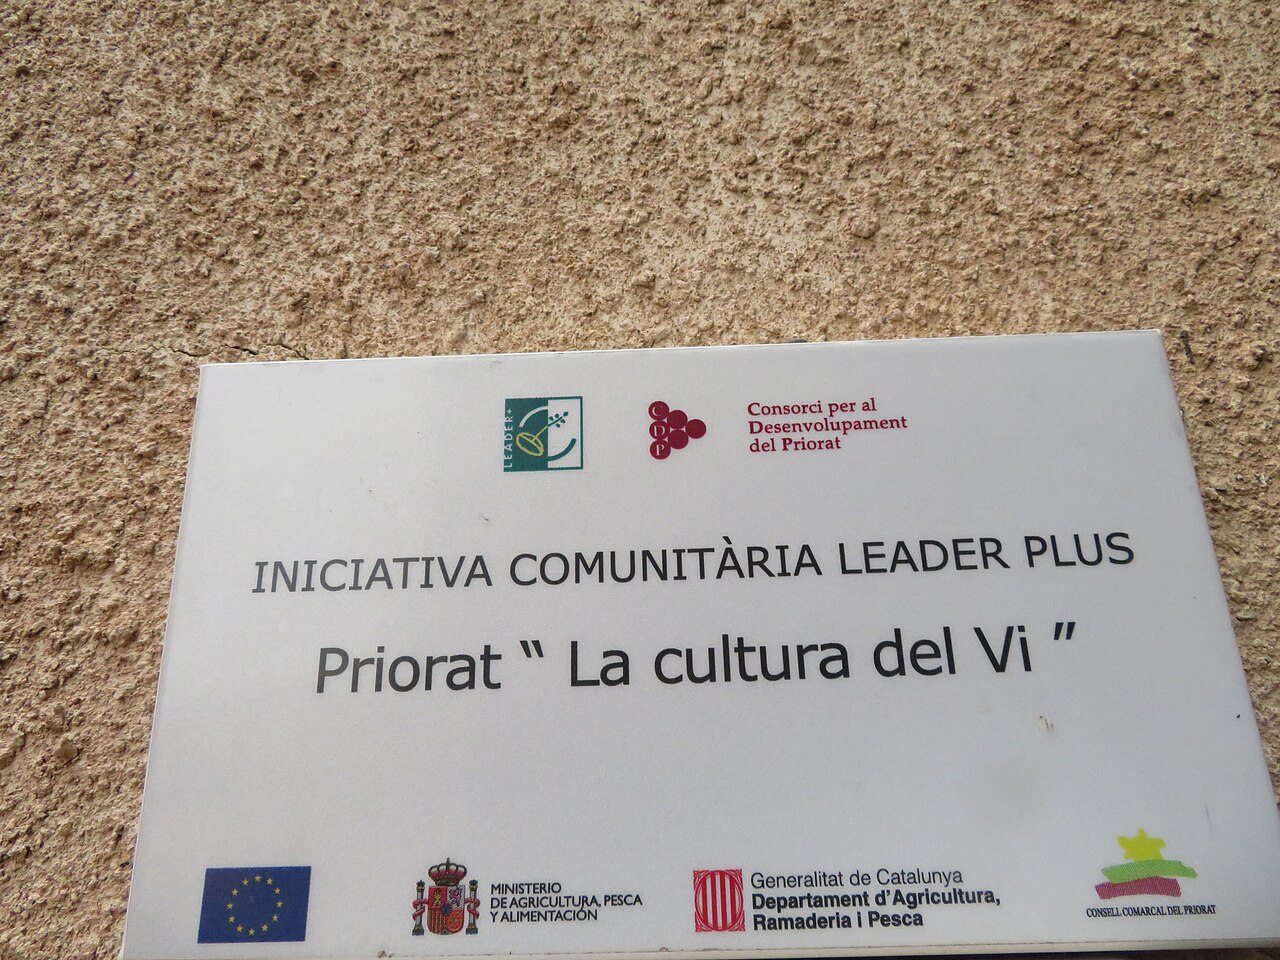 LEADER+
CDP
Consorci per al
Desenvolupament
del Priorat
INICIATIVA COMUNITÀRIA LEADER PLUS
Priorat “ La cultura del Vi ”
MINISTERIO
DE AGRICULTURA, PESCA
Y ALIMENTACIÓN
Generalitat de Catalunya
Departament d'Agricultura,
Ramaderia i Pesca
CONSELL COMARCAL DEL PRIORAT